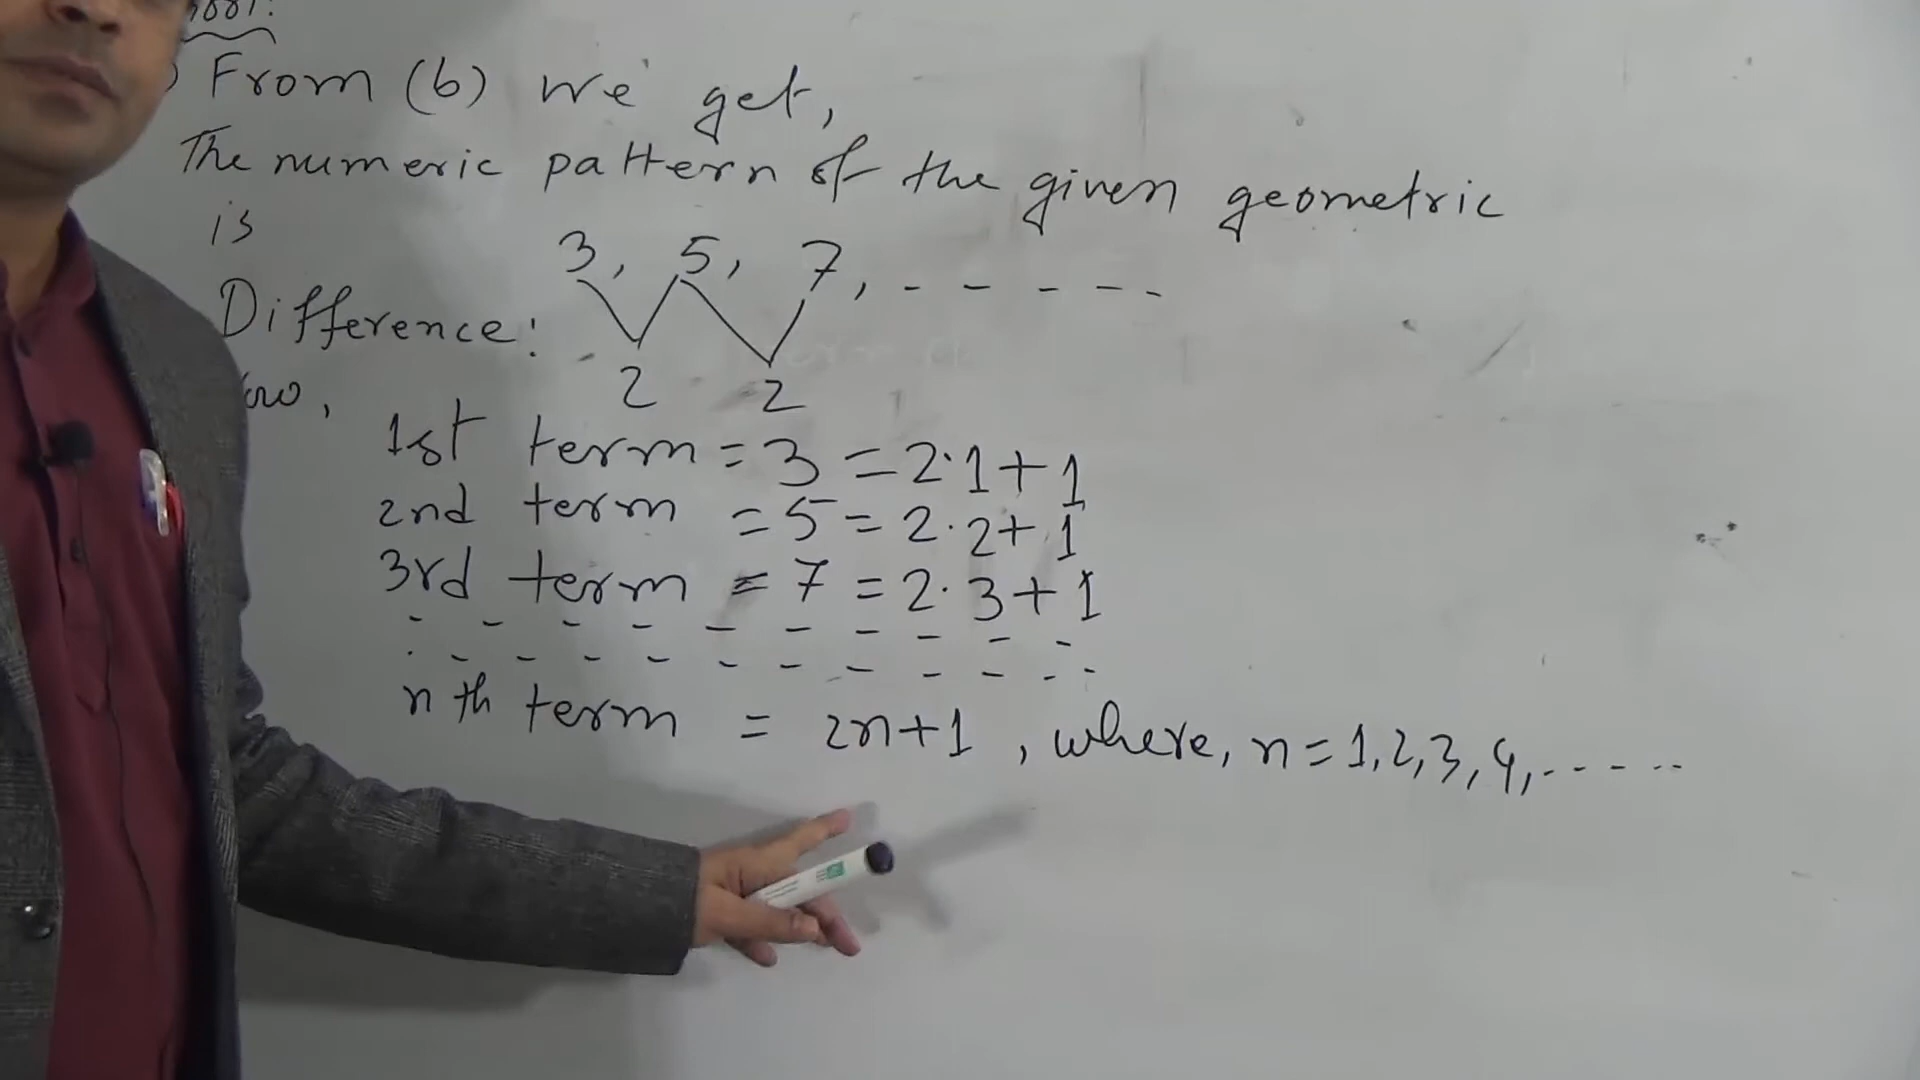 ) From (b) we get,
The numeric pattern of the given geometric
is 3, 5, 7, - - - - -
Difference: 2 2
1st term = 3 = 2·1+1
2nd term = 5 = 2·2+1
3rd term = 7 = 2·3+1
- - - - - - - - - -
- - - - - - - - - - -
nth term = 2n+1, where, n = 1,2,3,4,- - - - -